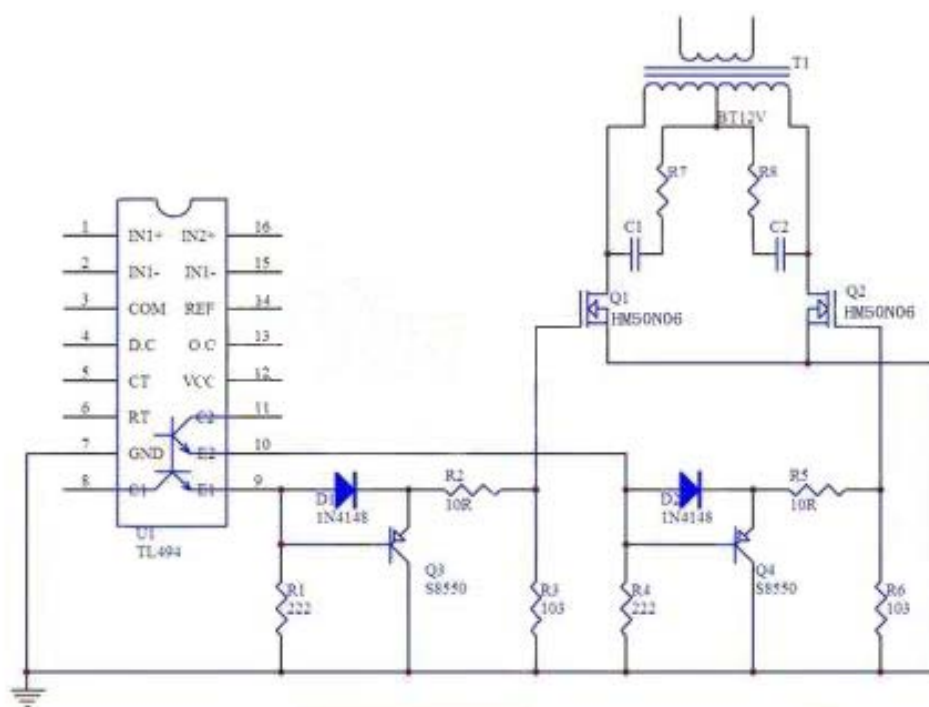 T1
BT12V
R7
R8
C1
C2
1 IN1+ IN2+ 16
2 IN1- IN1- 15
3 COM REF 14
4 D.C O.C 13
5 CT VCC 12
6 RT C2 11
7 GND E2 10
8 C1 E1 9
U1
TL494
Q1
HM50N06
Q2
HM50N06
D1
1N4148
R2
10R
D2
1N4148
R5
10R
Q3
S8550
Q4
S8550
R1
222
R3
103
R4
222
R6
103